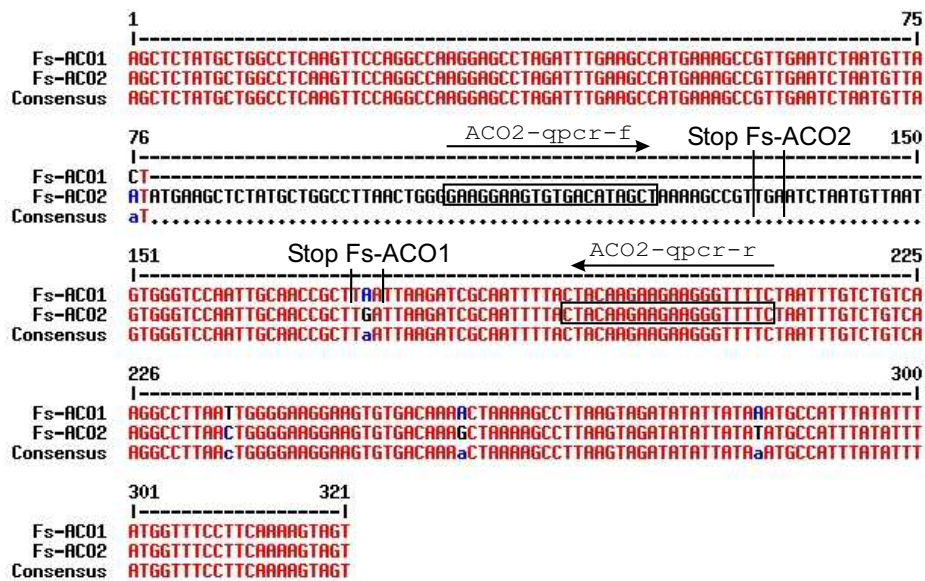 1 75
|-------------------------------------------------------------------------|
Fs-ACO1 AGCTCTATGCTGGCCTCAAGTTCCAGGCCAAGGAGCCTAGATTTGAAGCCATGAAAGCCGTTGAATCTAATGTTA
Fs-ACO2 AGCTCTATGCTGGCCTCAAGTTCCAGGCCAAGGAGCCTAGATTTGAAGCCATGAAAGCCGTTGAATCTAATGTTA
Consensus AGCTCTATGCTGGCCTCAAGTTCCAGGCCAAGGAGCCTAGATTTGAAGCCATGAAAGCCGTTGAATCTAATGTTA
ACO2-qpcr-f Stop Fs-ACO2
76 150
|-------------------------------------------------------------------------|
Fs-ACO1 CT-------------------------------------------------------------------------
Fs-ACO2 ATATGAAGCTCTATGCTGGCCTTAACTGGGGAAGGAAGTGTGACATAGCTAAAAGCCGTTGAATCTAATGTTAAT
Consensus aT.........................................................................
Stop Fs-ACO1 ACO2-qpcr-r
151 225
|-------------------------------------------------------------------------|
Fs-ACO1 GTGGGTCCAATTGCAACCGCTTAATTAAGATCGCAATTTTACTACAAGAAGAAGGGTTTTCTAATTTGTCTGTCA
Fs-ACO2 GTGGGTCCAATTGCAACCGCTTGATTAAGATCGCAATTTTACTACAAGAAGAAGGGTTTTCTAATTTGTCTGTCA
Consensus GTGGGTCCAATTGCAACCGCTTaATTAAGATCGCAATTTTACTACAAGAAGAAGGGTTTTCTAATTTGTCTGTCA
226 300
|-------------------------------------------------------------------------|
Fs-ACO1 AGGCCTTAATTGGGGAAGGAAGTGTGACAAAACTAAAAGCCTTAAGTAGATATATTATAAATGCCATTTATATTT
Fs-ACO2 AGGCCTTAACTGGGGAAGGAAGTGTGACAAAGCTAAAAGCCTTAAGTAGATATATTATATATGCCATTTATATTT
Consensus AGGCCTTAAcTGGGGAAGGAAGTGTGACAAAaCTAAAAGCCTTAAGTAGATATATTATAaATGCCATTTATATTT
301 321
|-------------------|
Fs-ACO1 ATGGTTTCCTTCAAAAGTAGT
Fs-ACO2 ATGGTTTCCTTCAAAAGTAGT
Consensus ATGGTTTCCTTCAAAAGTAGT